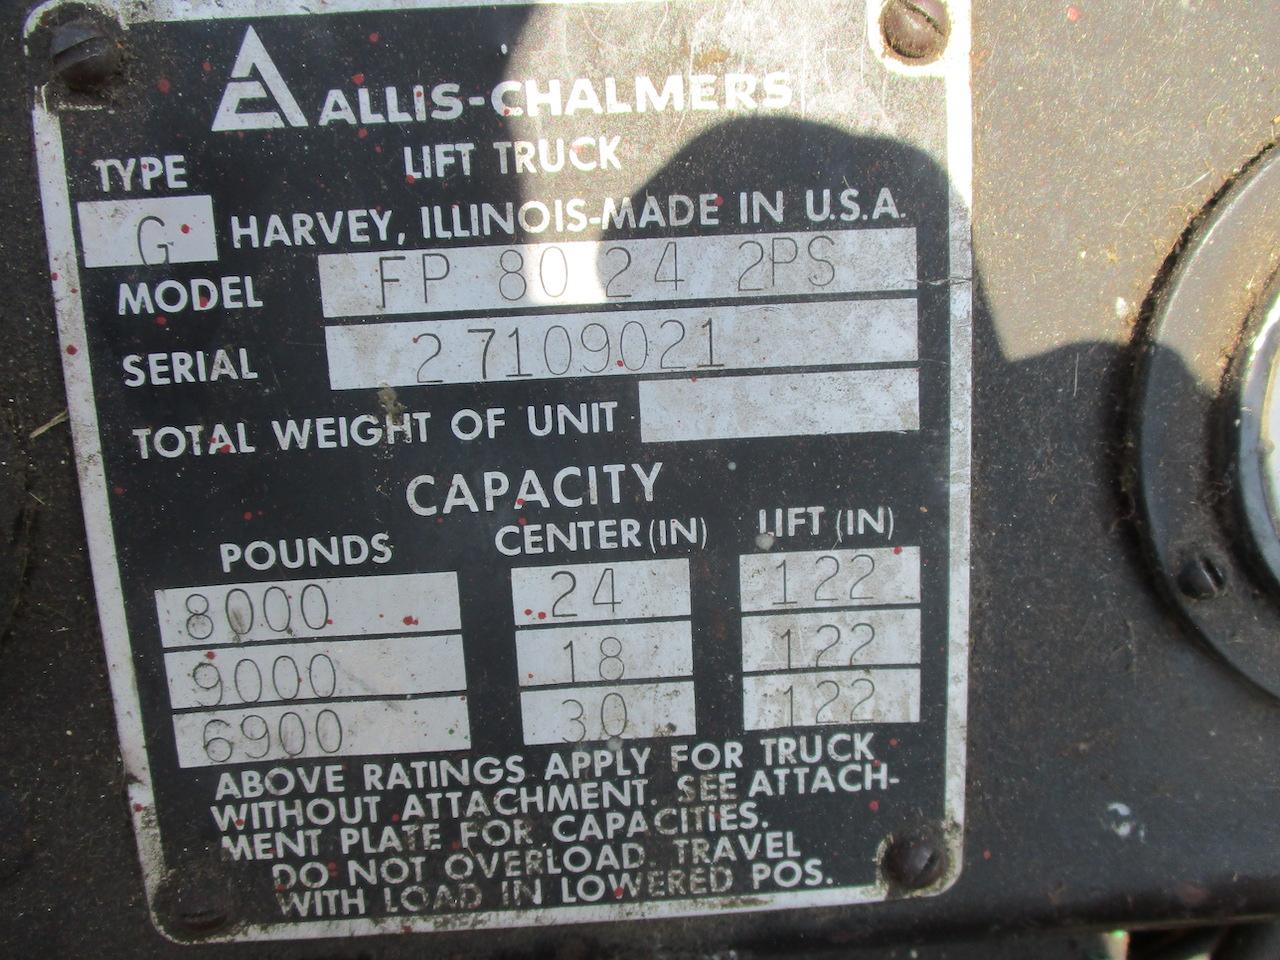 ALLIS-CHALMERS
LIFT TRUCK
TYPE
G
HARVEY, ILLINOIS-MADE IN U.S.A.
MODEL FP 80 24 2PS
SERIAL 27109021
TOTAL WEIGHT OF UNIT
CAPACITY
POUNDS CENTER (IN) LIFT (IN)
8000 24 122
9000 18 122
6900 30 122
ABOVE RATINGS APPLY FOR TRUCK
WITHOUT ATTACHMENT. SEE ATTACH-
MENT PLATE FOR CAPACITIES.
DO NOT OVERLOAD. TRAVEL
WITH LOAD IN LOWERED POS.